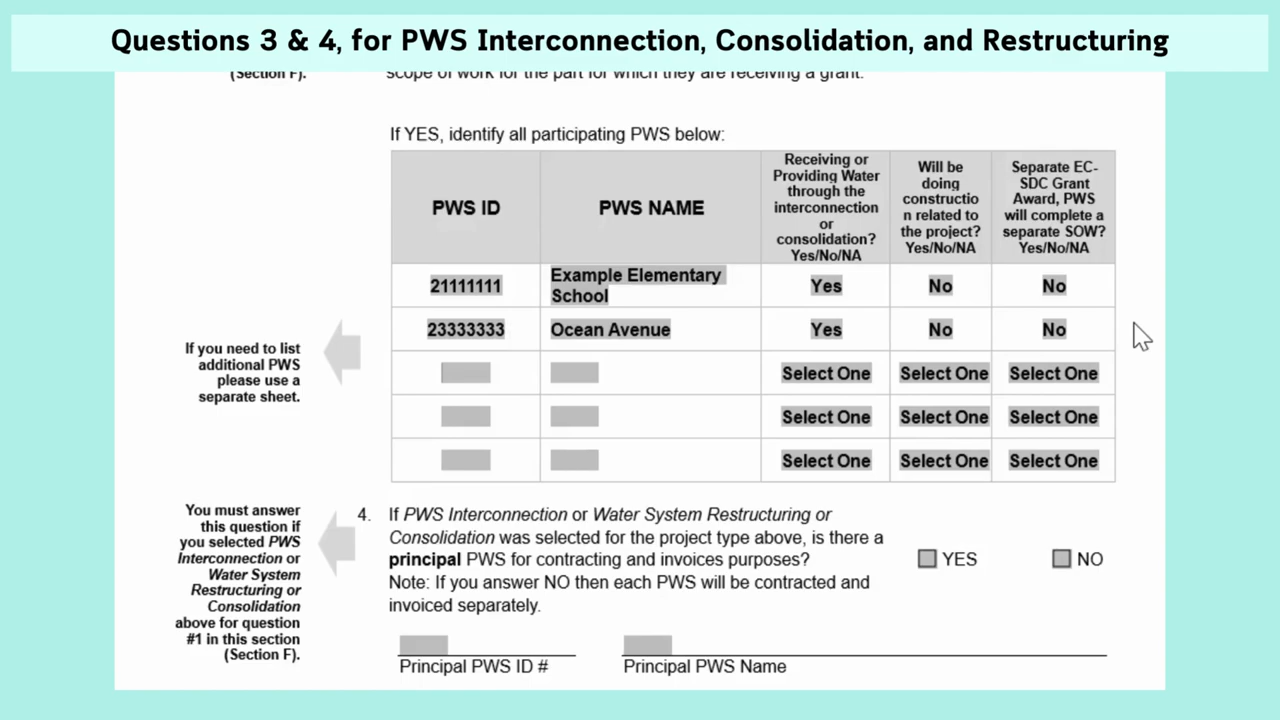 Questions 3 & 4, for PWS Interconnection, Consolidation, and Restructuring
(Section F).
scope of work for the part for which they are receiving a grant.
If YES, identify all participating PWS below:
PWS ID
PWS NAME
Receiving or
Providing Water
through the
interconnection
or
consolidation?
Yes/No/NA
Will be
doing
constructio
n related to
the project?
Yes/No/NA
Separate EC-
SDC Grant
Award, PWS
will complete a
separate SOW?
Yes/No/NA
21111111
Example Elementary
School
Yes
No
No
23333333
Ocean Avenue
Yes
No
No
Select One
Select One
Select One
Select One
Select One
Select One
Select One
Select One
Select One
If you need to list
additional PWS
please use a
separate sheet.
You must answer
this question if
you selected PWS
Interconnection or
Water System
Restructuring or
Consolidation
above for question
#1 in this section
(Section F).
4. If PWS Interconnection or Water System Restructuring or
Consolidation was selected for the project type above, is there a
principal PWS for contracting and invoices purposes?
Note: If you answer NO then each PWS will be contracted and
invoiced separately.
YES
NO
Principal PWS ID #
Principal PWS Name